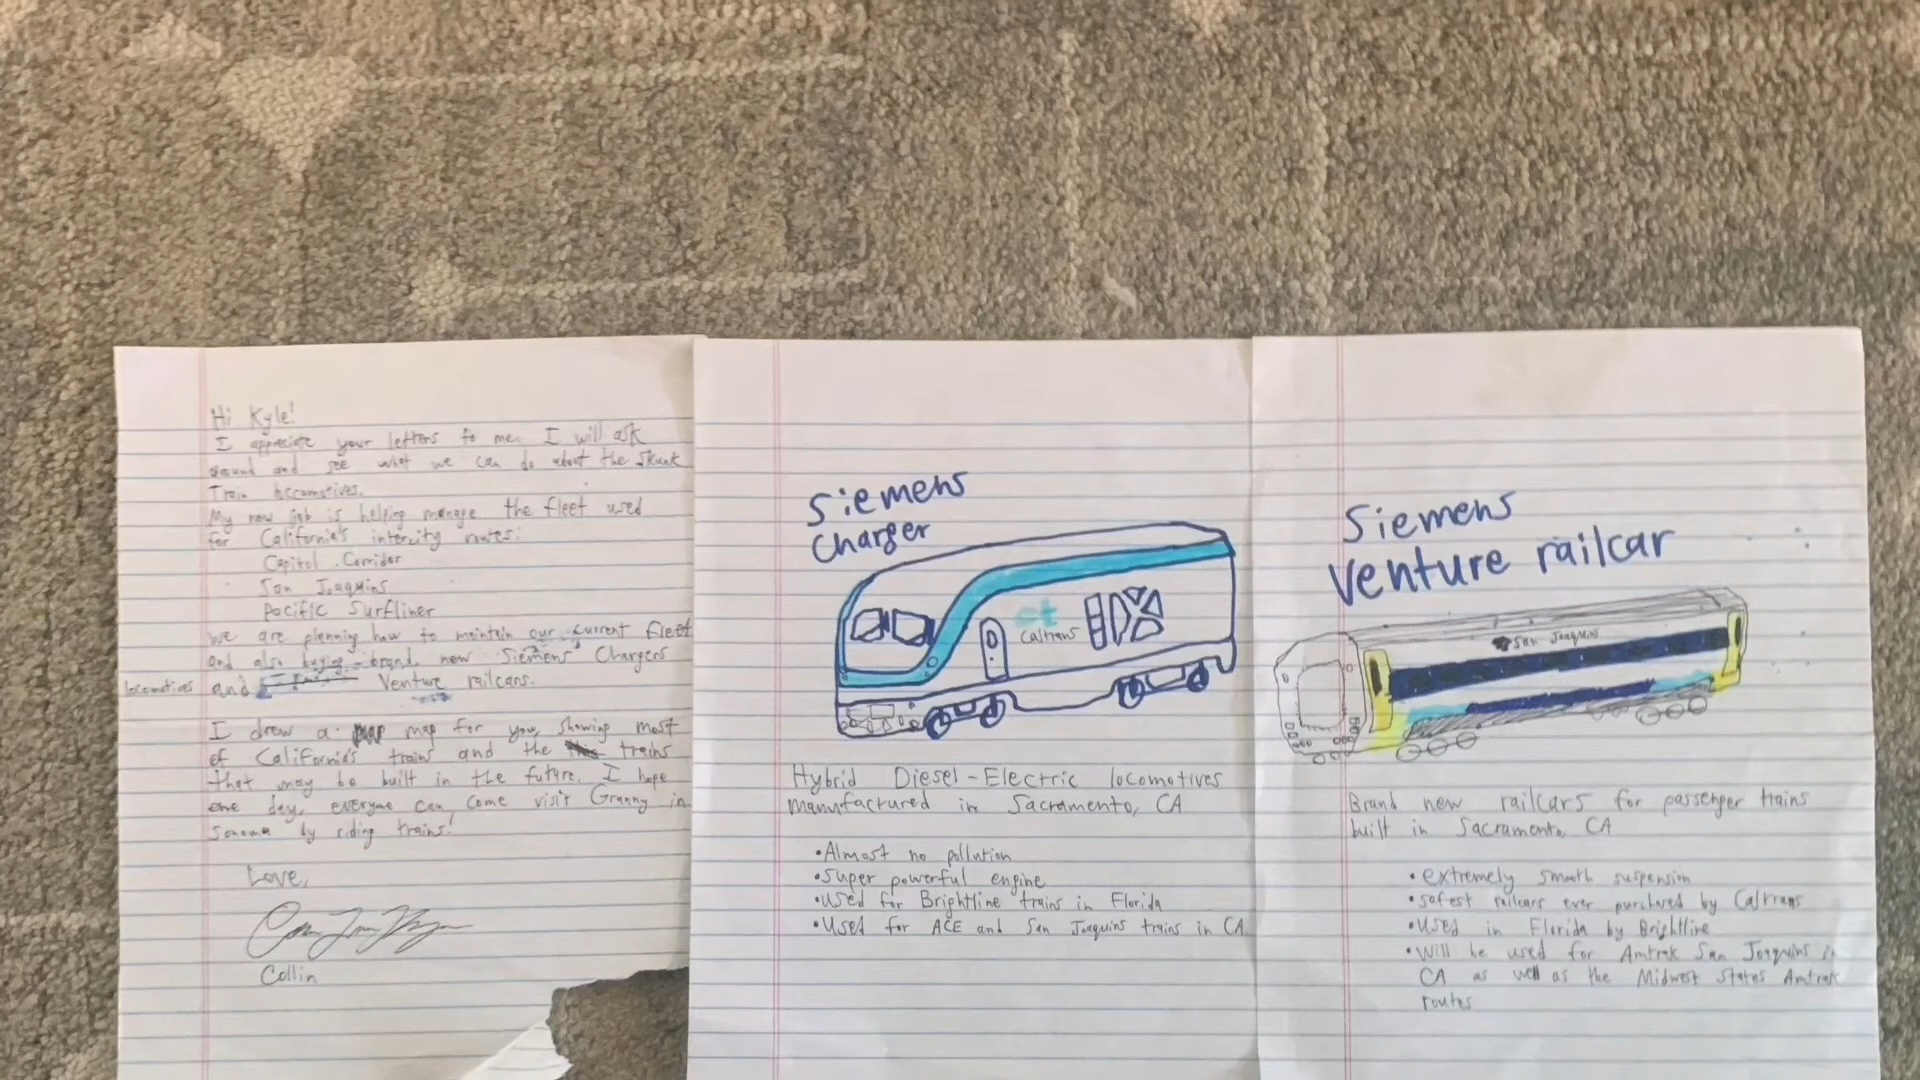 Hi Kyle!
I appreciate your letters to me. I will ask
around and see what we can do about the Skunk
Train locomotives.
My new job is helping manage the fleet used
for California's intercity routes:
Capitol Corridor
San Joaquins
Pacific Surfliner
we are planning how to maintain our current fleet
and also buying brand new Siemens Chargers
locomotives and Venture railcars.
I drew a map for you, showing most
of California's trains and the trains
that may be built in the future. I hope
one day, everyone can come visit Granny in
Sonoma by riding trains!
Love,
Collin
Siemens
Charger
ct
Caltrans
Hybrid Diesel-Electric locomotives
manufactured in Sacramento, CA
•Almost no pollution
•Super powerful engine
•Used for Brightline trains in Florida
•Used for ACE and San Joaquins trains in CA
Siemens
Venture railcar
San Joaquins
Brand new railcars for passenger trains
built in Sacramento, CA
•extremely smooth suspension
•safest railcars ever purchased by Caltrans
•Used in Florida by Brightline
•Will be used for Amtrak San Joaquins in
CA as well as the Midwest States Amtrak
routes